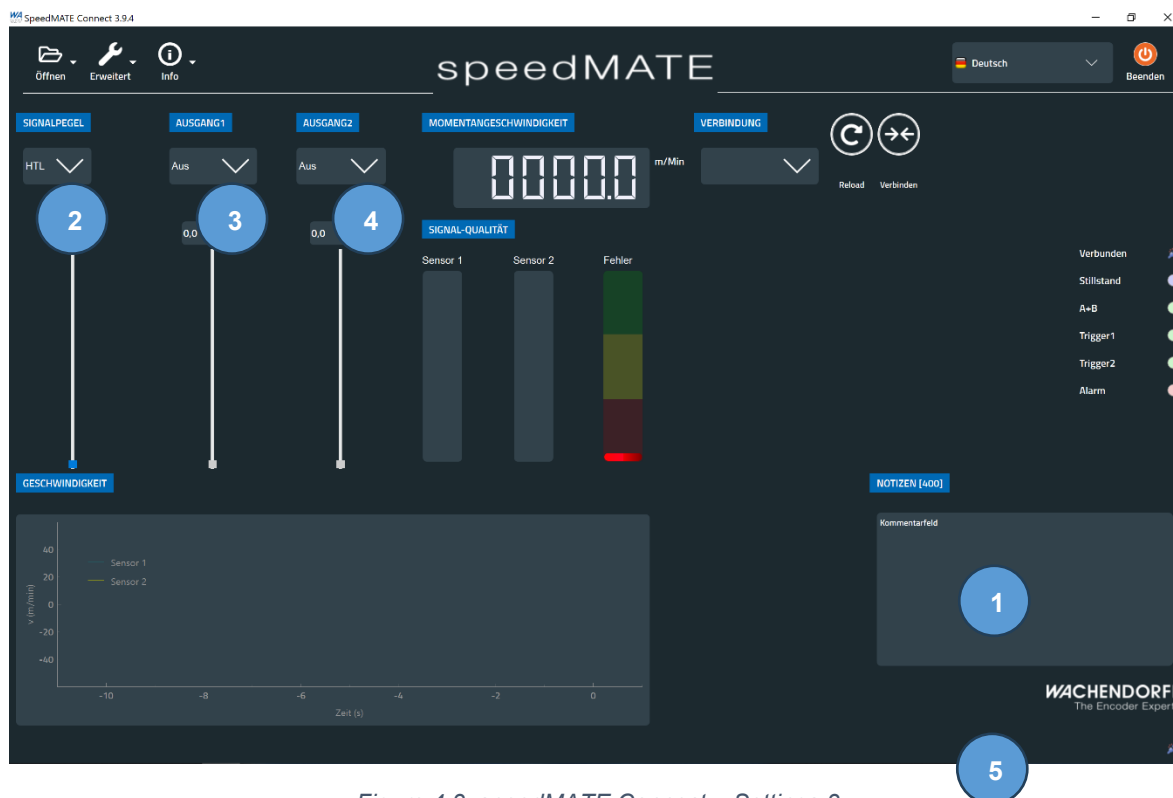 SpeedMATE Connect 3.9.4
Öffnen Erweitert Info
speedMATE
Deutsch
Beenden
SIGNALPEGEL AUSGANG1 AUSGANG2 MOMENTANGESCHWINDIGKEIT VERBINDUNG
HTL Aus Aus 0000.0 m/Min
Reload Verbinden
2 3 4
0,0 0,0
SIGNAL-QUALITÄT
Sensor 1 Sensor 2 Fehler
Verbunden
Stillstand
A+B
Trigger1
Trigger2
Alarm
GESCHWINDIGKEIT
NOTIZEN [400]
Kommentarfeld
40
20
0
-20
-40
v (m/min)
Sensor 1
Sensor 2
-10 -8 -6 -4 -2 0
Zeit (s)
1
WACHENDORFF
The Encoder Expert
5